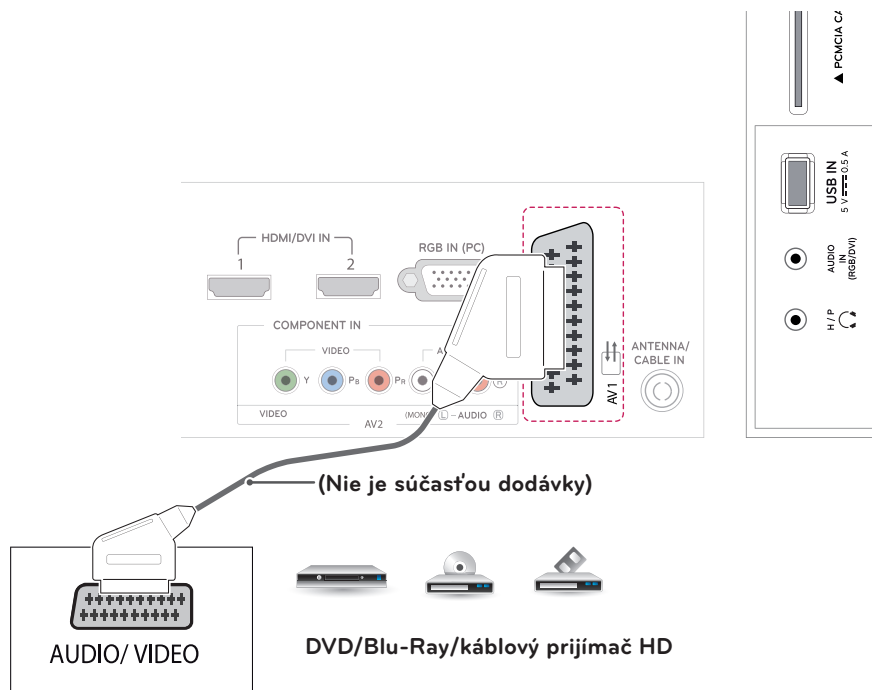 ▲ PCMCIA CA
HDMI/DVI IN
1 2
RGB IN (PC)
COMPONENT IN
VIDEO A
Y PB PR R
VIDEO
AV2
(MONO L – AUDIO R
AV 1
ANTENNA/
CABLE IN
USB IN
5 V 0.5 A
AUDIO
IN
(RGB/DVI)
H / P
(Nie je súčasťou dodávky)
AUDIO/ VIDEO
DVD/Blu-Ray/káblový prijímač HD